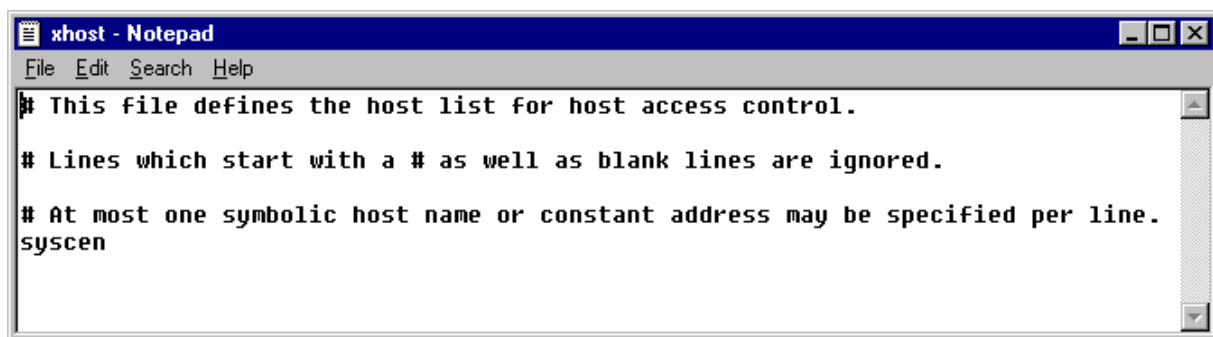 xhost - Notepad
File Edit Search Help
# This file defines the host list for host access control.
# Lines which start with a # as well as blank lines are ignored.
# At most one symbolic host name or constant address may be specified per line.
syscen